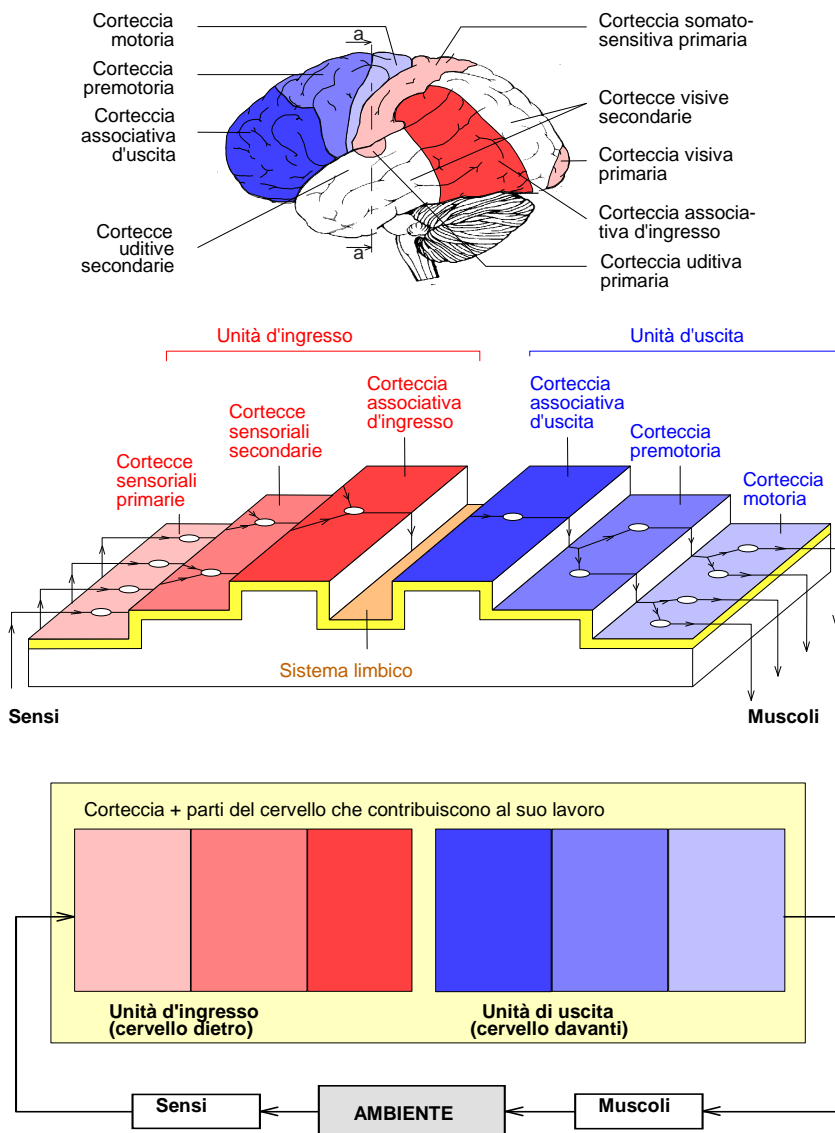 Corteccia
motoria
Corteccia
premotoria
Corteccia
associativa
d'uscita
Cortecce
uditive
secondarie
a
a
Corteccia somato-
sensitiva primaria
Cortecce visive
secondarie
Corteccia visiva
primaria
Corteccia associa-
tiva d'ingresso
Corteccia uditiva
primaria
Unità d'ingresso
Unità d'uscita
Cortecce
sensoriali
primarie
Cortecce
sensoriali
secondarie
Corteccia
associativa
d'ingresso
Corteccia
associativa
d'uscita
Corteccia
premotoria
Corteccia
motoria
Sistema limbico
Sensi
Muscoli
Corteccia + parti del cervello che contribuiscono al suo lavoro
Unità d'ingresso
(cervello dietro)
Unità di uscita
(cervello davanti)
Sensi
AMBIENTE
Muscoli